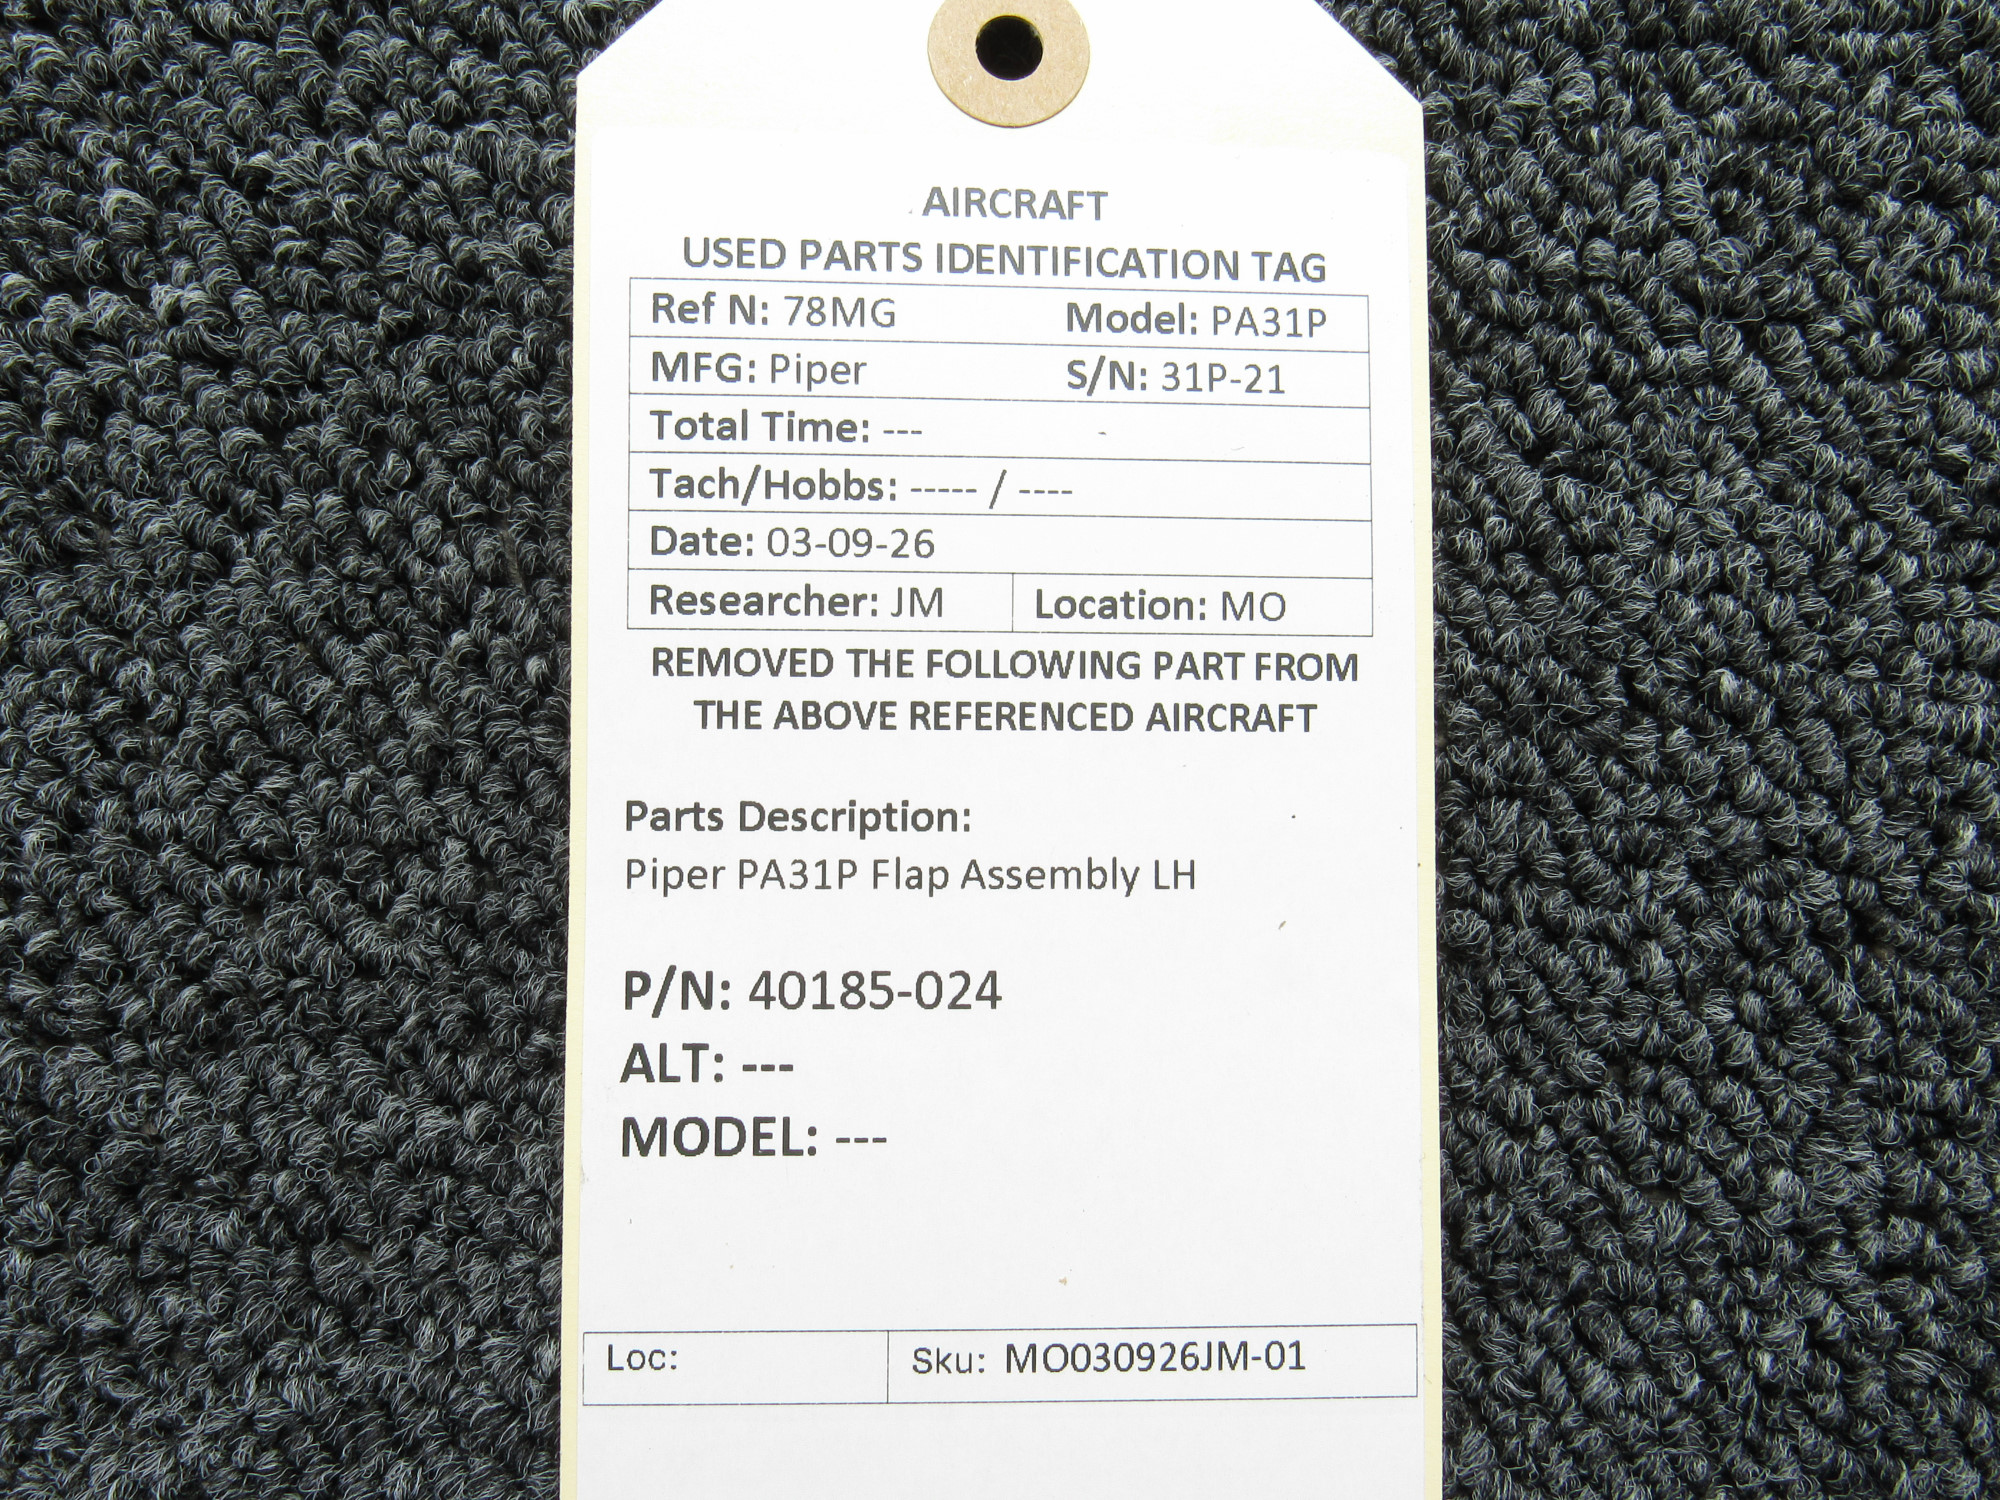 AIRCRAFT
USED PARTS IDENTIFICATION TAG
Ref N: 78MG Model: PA31P
MFG: Piper S/N: 31P-21
Total Time: ---
Tach/Hobbs: ----- / ----
Date: 03-09-26
Researcher: JM Location: MO
REMOVED THE FOLLOWING PART FROM
THE ABOVE REFERENCED AIRCRAFT
Parts Description:
Piper PA31P Flap Assembly LH
P/N: 40185-024
ALT: ---
MODEL: ---
Loc: Sku: MO030926JM-01